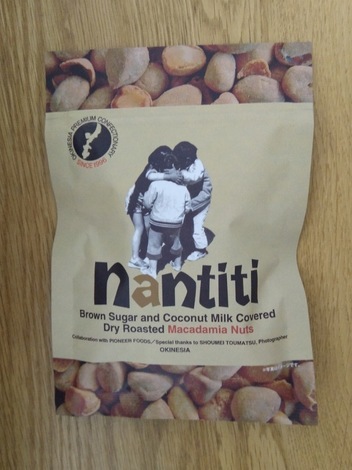 OKINESIA PREMIUM CONFECTIONARY
SINCE 1995
nantiti
Brown Sugar and Coconut Milk Covered
Dry Roasted Macadamia Nuts
Collaboration with PIONEER FOODS／Special thanks to SHOUMEI TOUMATSU, Photographer
OKINESIA